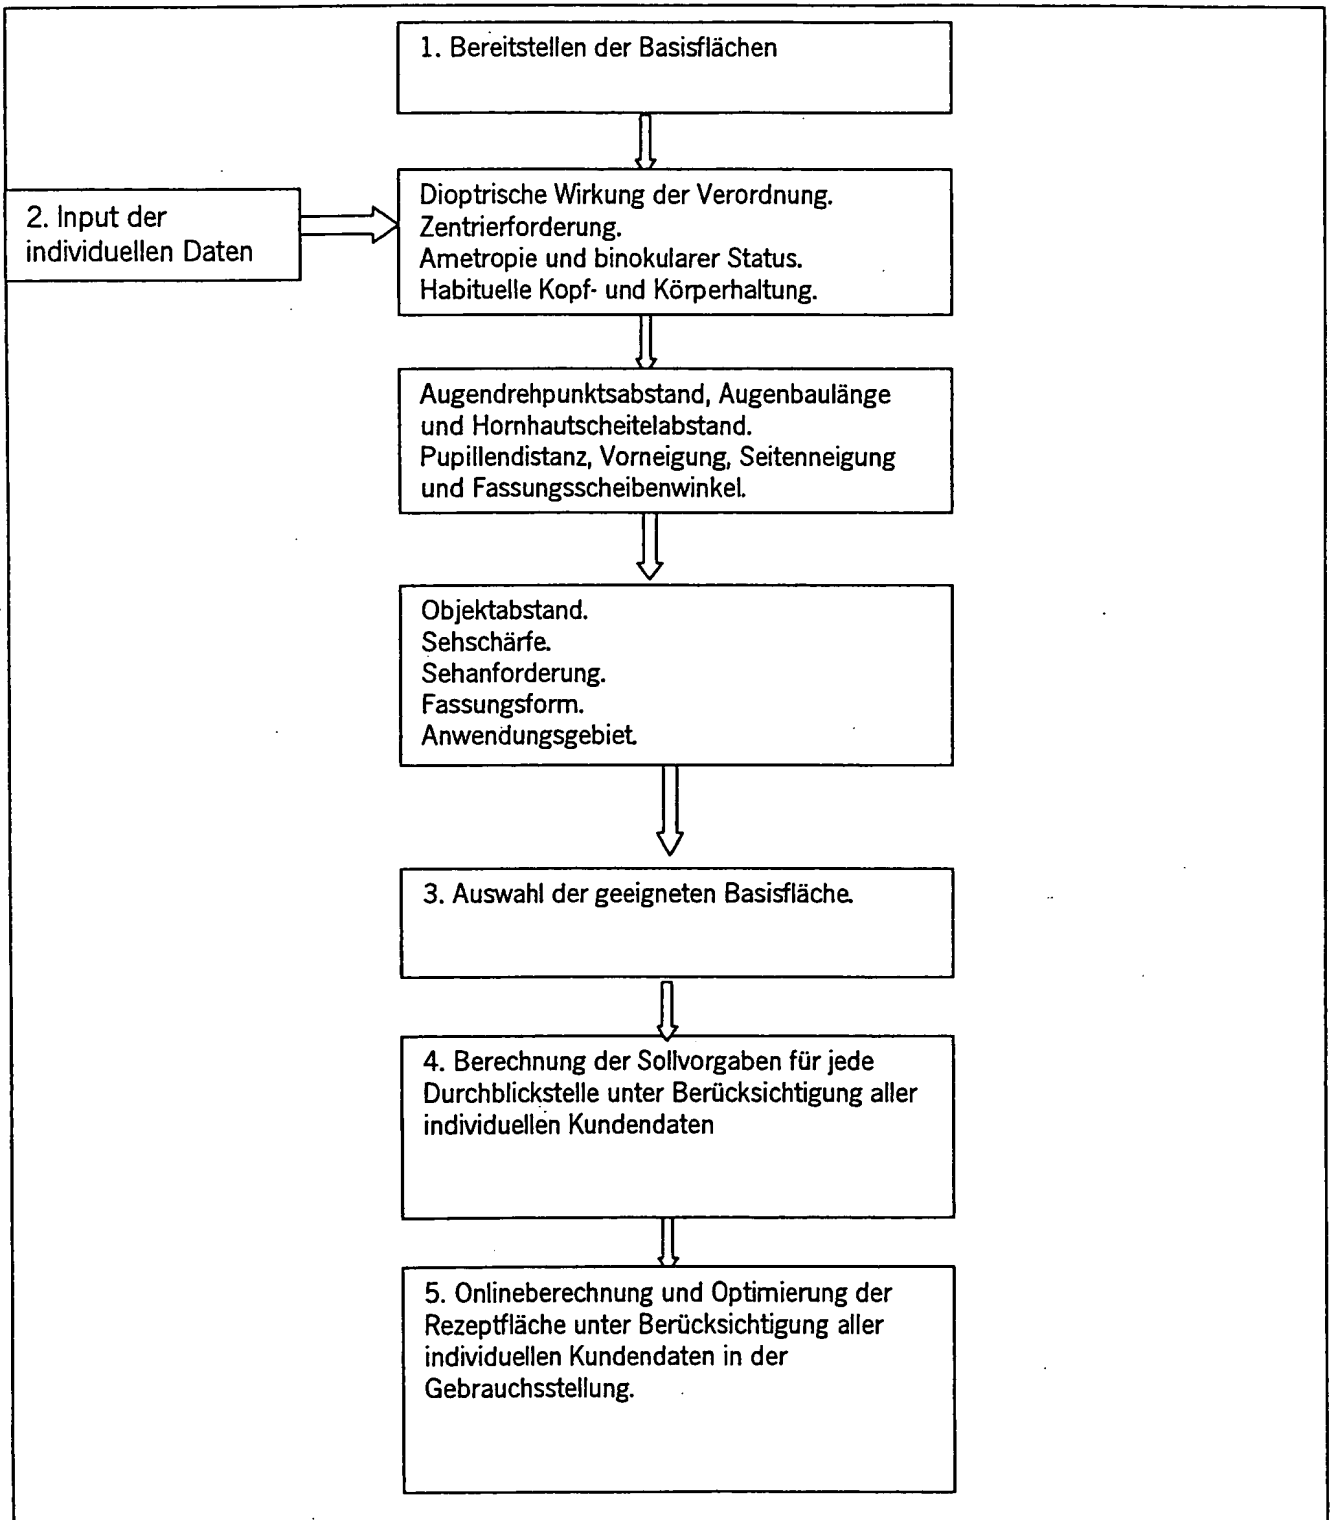 1. Bereitstellen der Basisflächen
2. Input der
individuellen Daten
Dioptrische Wirkung der Verordnung.
Zentrierforderung.
Ametropie und binokularer Status.
Habituelle Kopf- und Körperhaltung.
Augendrehpunktsabstand, Augenbaulänge
und Hornhautscheitelabstand.
Pupillendistanz, Vorneigung, Seitenneigung
und Fassungsscheibenwinkel.
Objektabstand.
Sehschärfe.
Sehanforderung.
Fassungsform.
Anwendungsgebiet.
3. Auswahl der geeigneten Basisfläche.
4. Berechnung der Sollvorgaben für jede
Durchblickstelle unter Berücksichtigung aller
individuellen Kundendaten
5. Onlineberechnung und Optimierung der
Rezeptfläche unter Berücksichtigung aller
individuellen Kundendaten in der
Gebrauchsstellung.